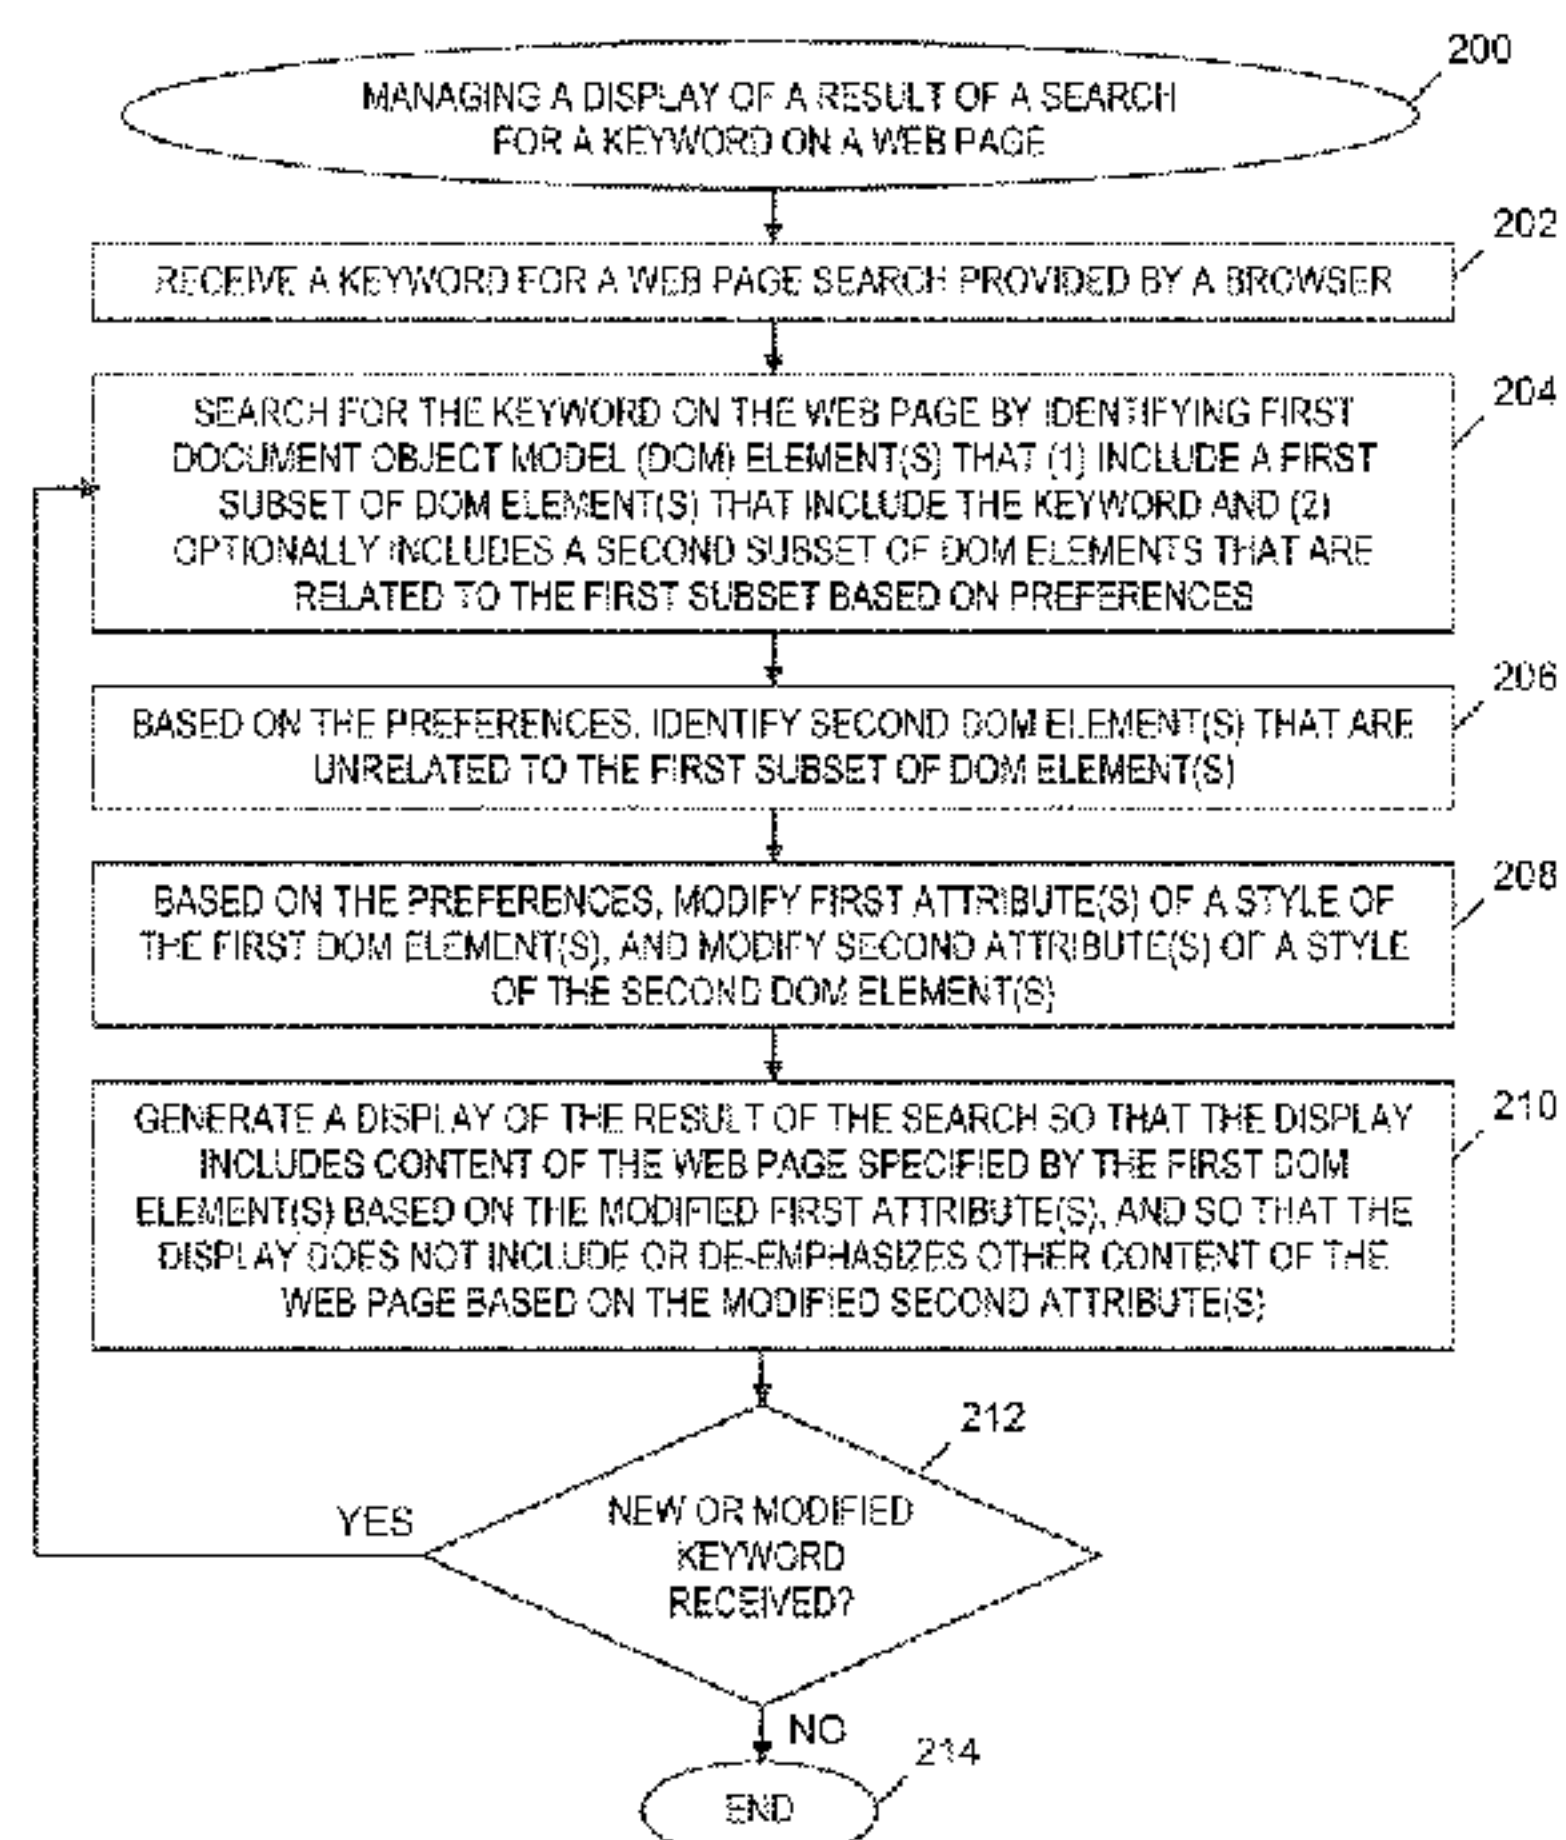 200
MANAGING A DISPLAY OF A RESULT OF A SEARCH
FOR A KEYWORD ON A WEB PAGE
202
RECEIVE A KEYWORD FOR A WEB PAGE SEARCH PROVIDED BY A BROWSER
204
SEARCH FOR THE KEYWORD ON THE WEB PAGE BY IDENTIFYING FIRST
DOCUMENT OBJECT MODEL (DOM) ELEMENT(S) THAT (1) INCLUDE A FIRST
SUBSET OF DOM ELEMENT(S) THAT INCLUDE THE KEYWORD AND (2)
OPTIONALLY INCLUDES A SECOND SUBSET OF DOM ELEMENTS THAT ARE
RELATED TO THE FIRST SUBSET BASED ON PREFERENCES
206
BASED ON THE PREFERENCES, IDENTIFY SECOND DOM ELEMENT(S) THAT ARE
UNRELATED TO THE FIRST SUBSET OF DOM ELEMENT(S)
208
BASED ON THE PREFERENCES, MODIFY FIRST ATTRIBUTE(S) OF A STYLE OF
THE FIRST DOM ELEMENT(S), AND MODIFY SECOND ATTRIBUTE(S) OF A STYLE
OF THE SECOND DOM ELEMENT(S)
210
GENERATE A DISPLAY OF THE RESULT OF THE SEARCH SO THAT THE DISPLAY
INCLUDES CONTENT OF THE WEB PAGE SPECIFIED BY THE FIRST DOM
ELEMENT(S) BASED ON THE MODIFIED FIRST ATTRIBUTE(S), AND SO THAT THE
DISPLAY DOES NOT INCLUDE OR DE-EMPHASIZES OTHER CONTENT OF THE
WEB PAGE BASED ON THE MODIFIED SECOND ATTRIBUTE(S)
212
NEW OR MODIFIED
KEYWORD
RECEIVED?
YES
NO
214
END